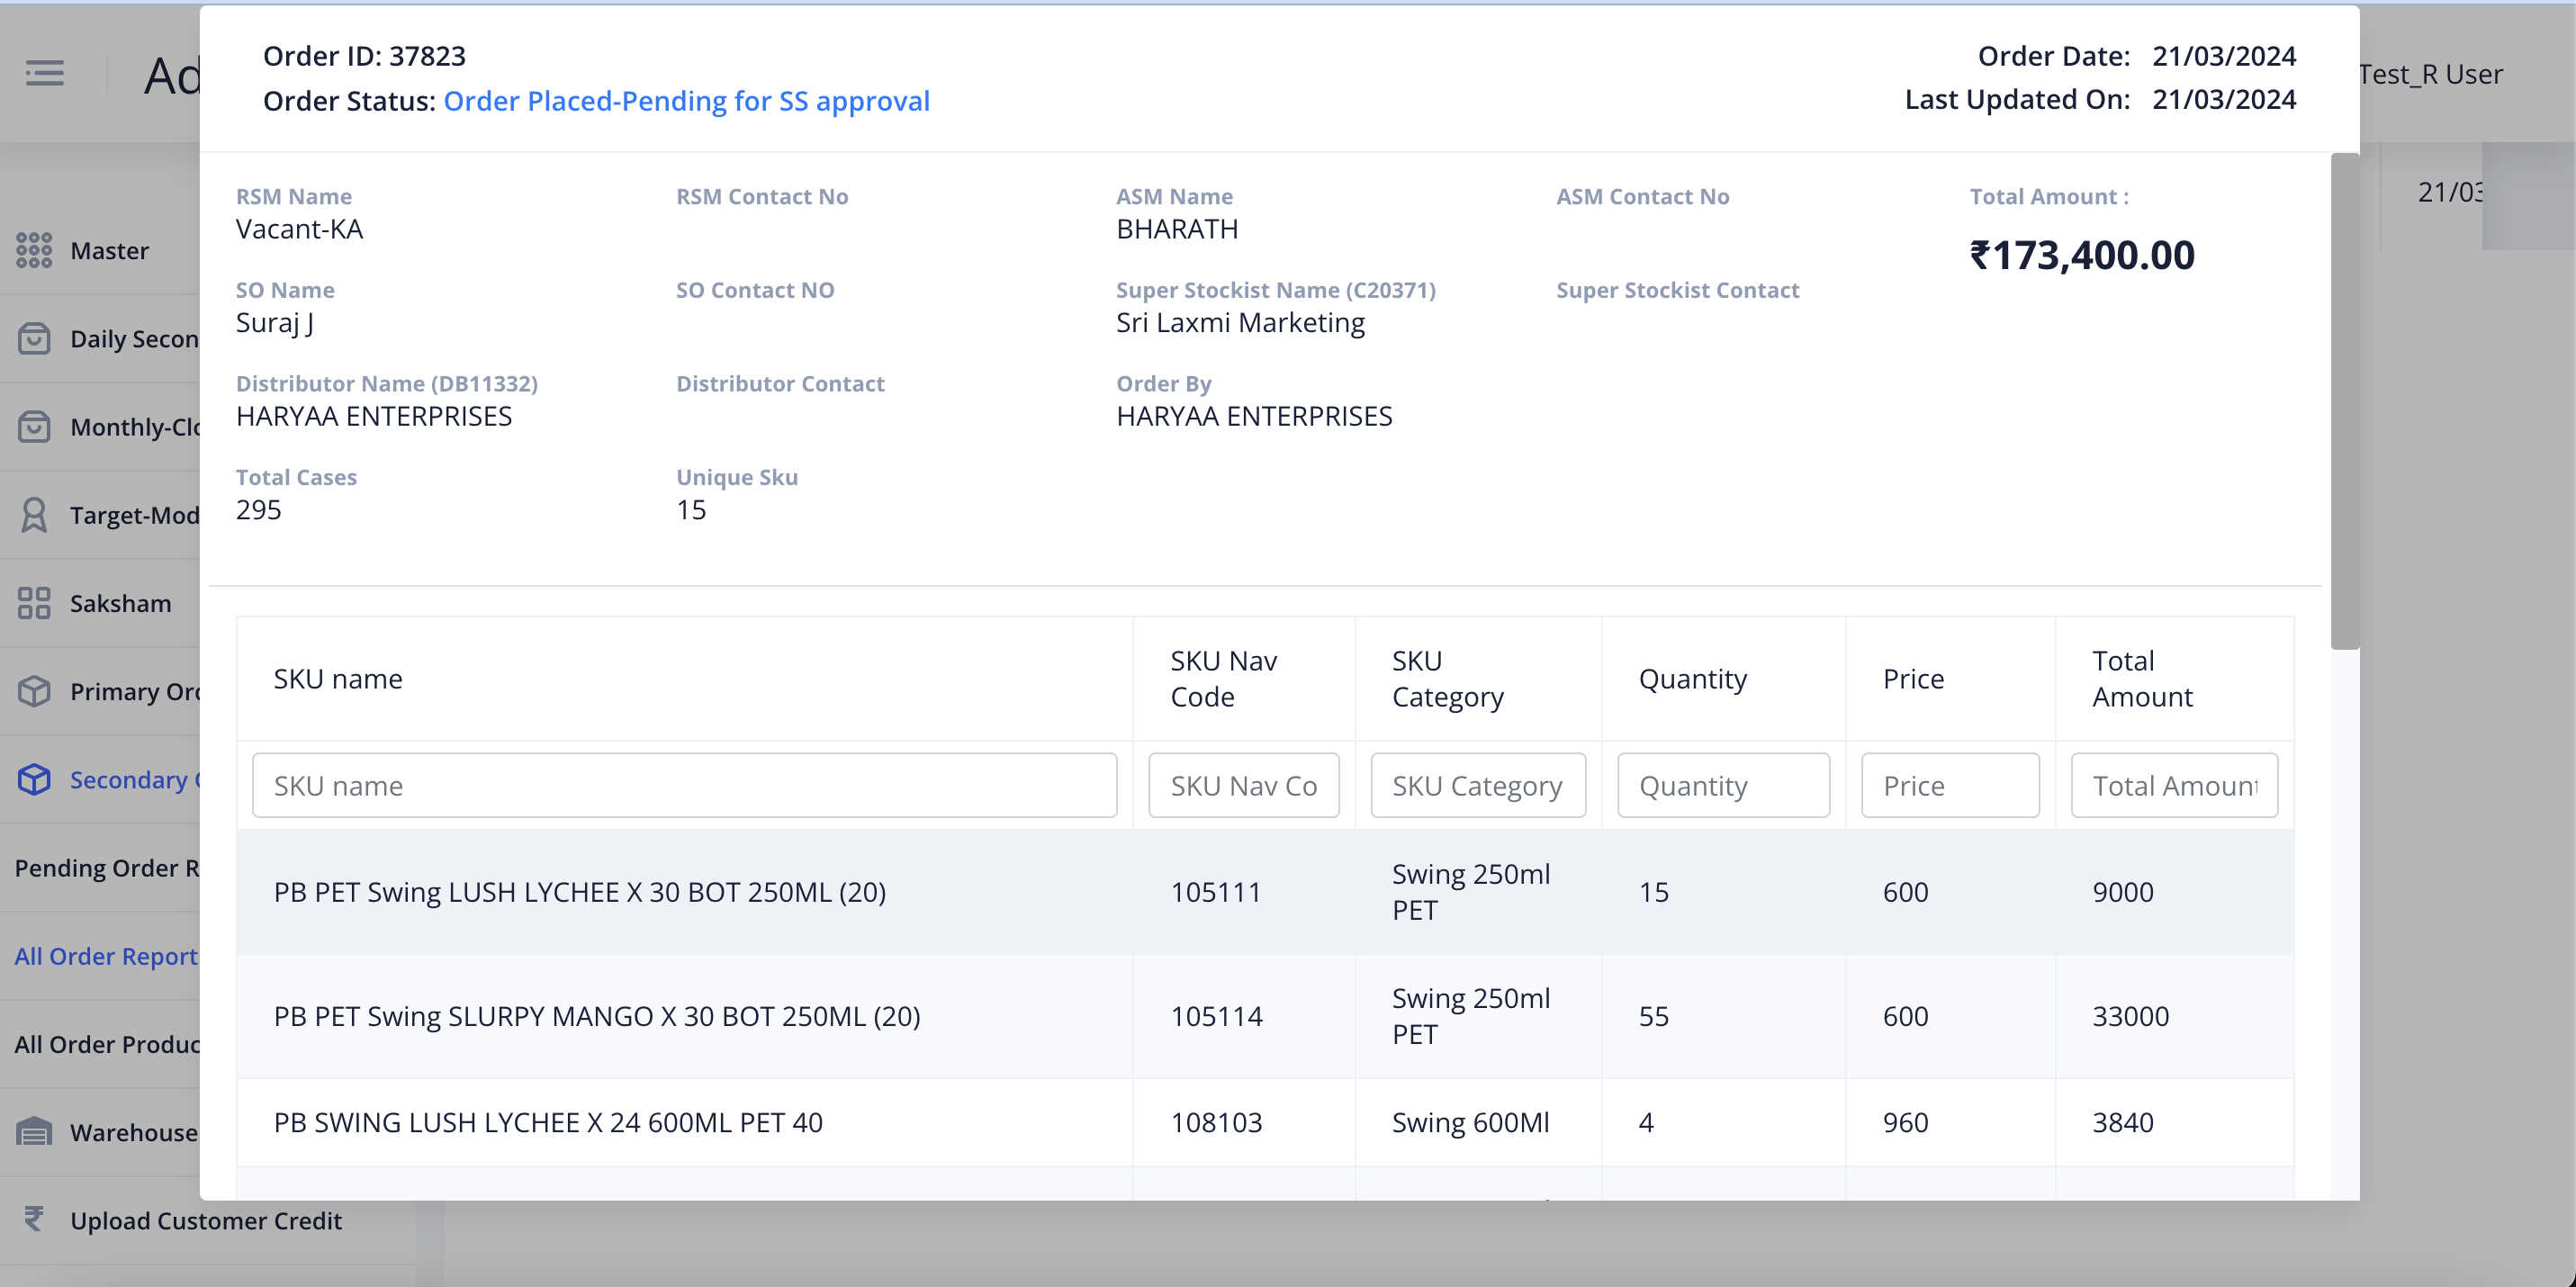 Ad
Test_R User
Order ID: 37823
Order Status: Order Placed-Pending for SS approval
Order Date: 21/03/2024
Last Updated On: 21/03/2024
21/03
Master
Daily Secon
Monthly-Clo
Target-Mod
Saksham
Primary Ord
Secondary
Pending Order R
All Order Report
All Order Produc
Warehouse
Upload Customer Credit
RSM Name
Vacant-KA
RSM Contact No
ASM Name
BHARATH
ASM Contact No
Total Amount :
₹173,400.00
SO Name
Suraj J
SO Contact NO
Super Stockist Name (C20371)
Sri Laxmi Marketing
Super Stockist Contact
Distributor Name (DB11332)
HARYAA ENTERPRISES
Distributor Contact
Order By
HARYAA ENTERPRISES
Total Cases
295
Unique Sku
15
SKU name
SKU Nav
Code
SKU
Category
Quantity
Price
Total
Amount
SKU name
SKU Nav Co
SKU Category
Quantity
Price
Total Amount
PB PET Swing LUSH LYCHEE X 30 BOT 250ML (20)
105111
Swing 250ml
PET
15
600
9000
PB PET Swing SLURPY MANGO X 30 BOT 250ML (20)
105114
Swing 250ml
PET
55
600
33000
PB SWING LUSH LYCHEE X 24 600ML PET 40
108103
Swing 600Ml
4
960
3840